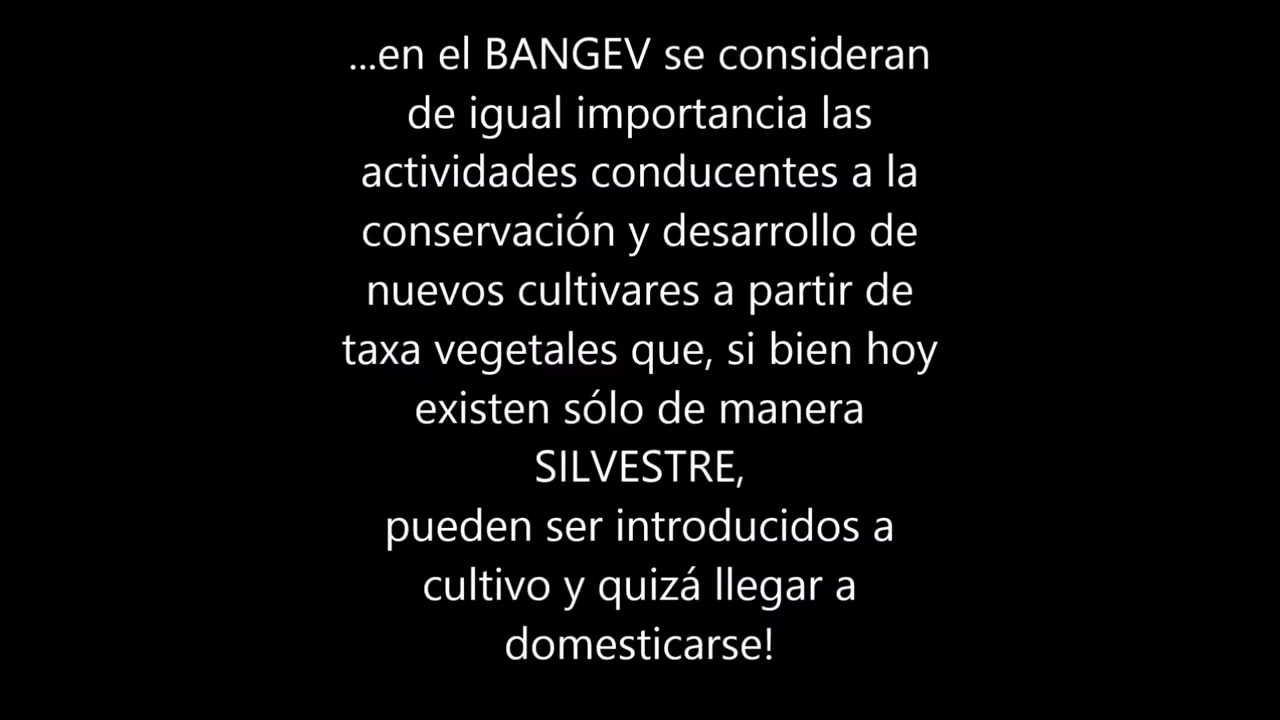 ...en el BANGEV se consideran
de igual importancia las
actividades conducentes a la
conservación y desarrollo de
nuevos cultivares a partir de
taxa vegetales que, si bien hoy
existen sólo de manera
SILVESTRE,
pueden ser introducidos a
cultivo y quizá llegar a
domesticarse!